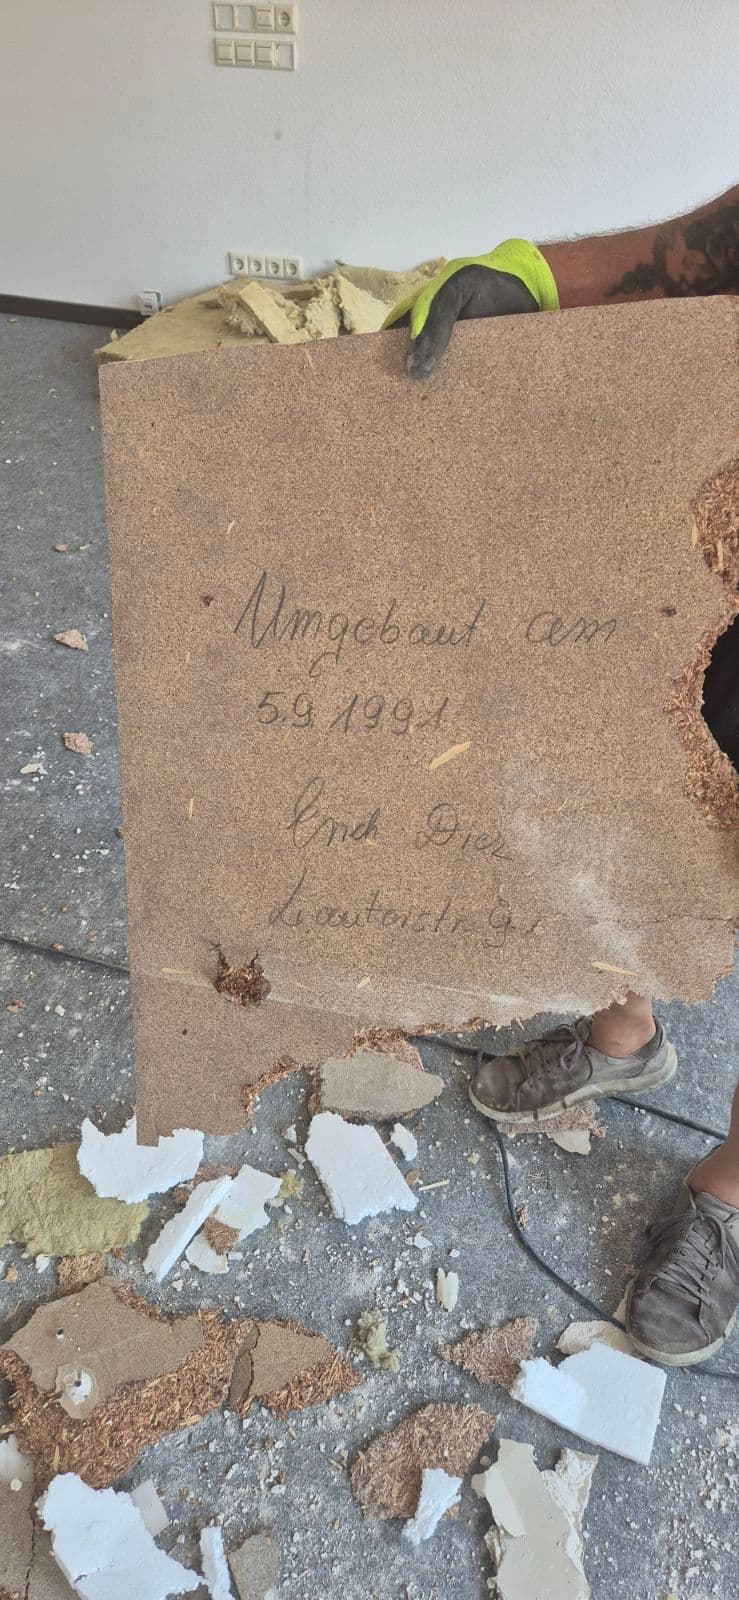 Umgebaut am
5.9.1991
Erich Diez
Lauterstr. 9